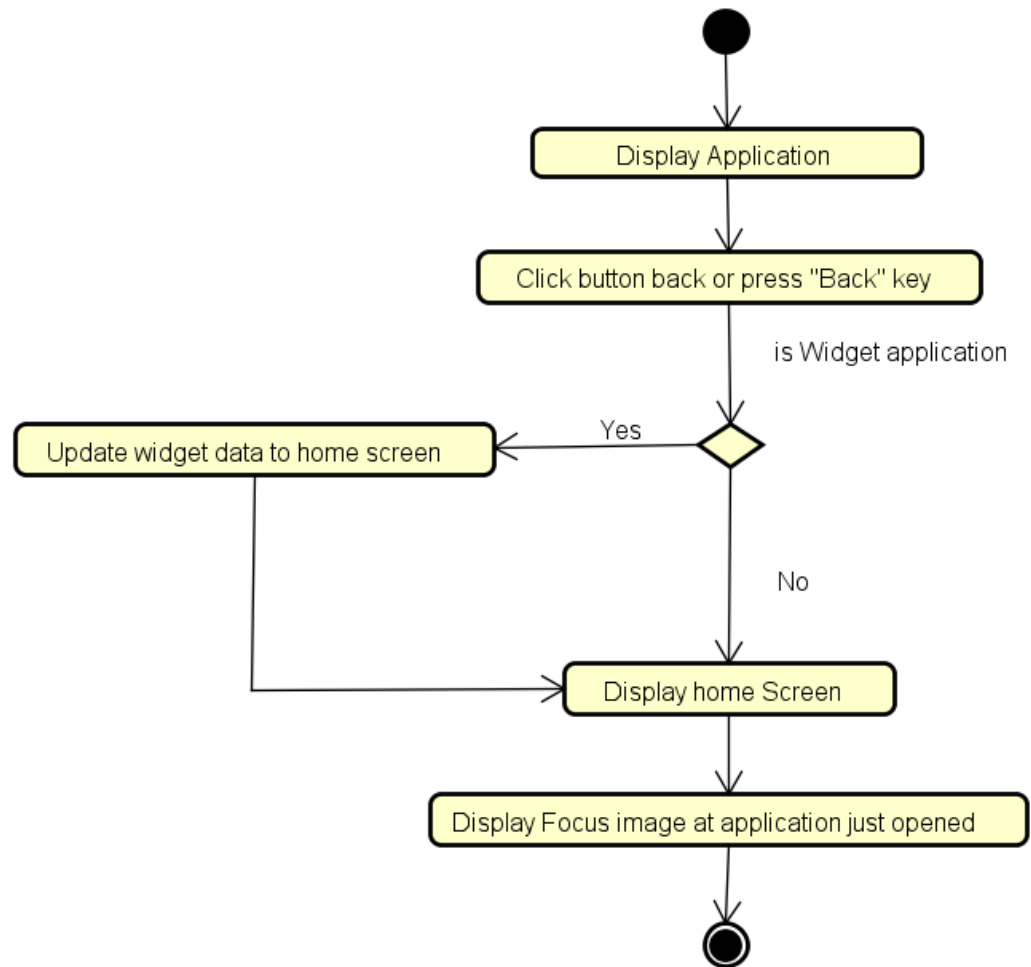 Display Application
Click button back or press "Back" key
is Widget application
Yes
Update widget data to home screen
No
Display home Screen
Display Focus image at application just opened